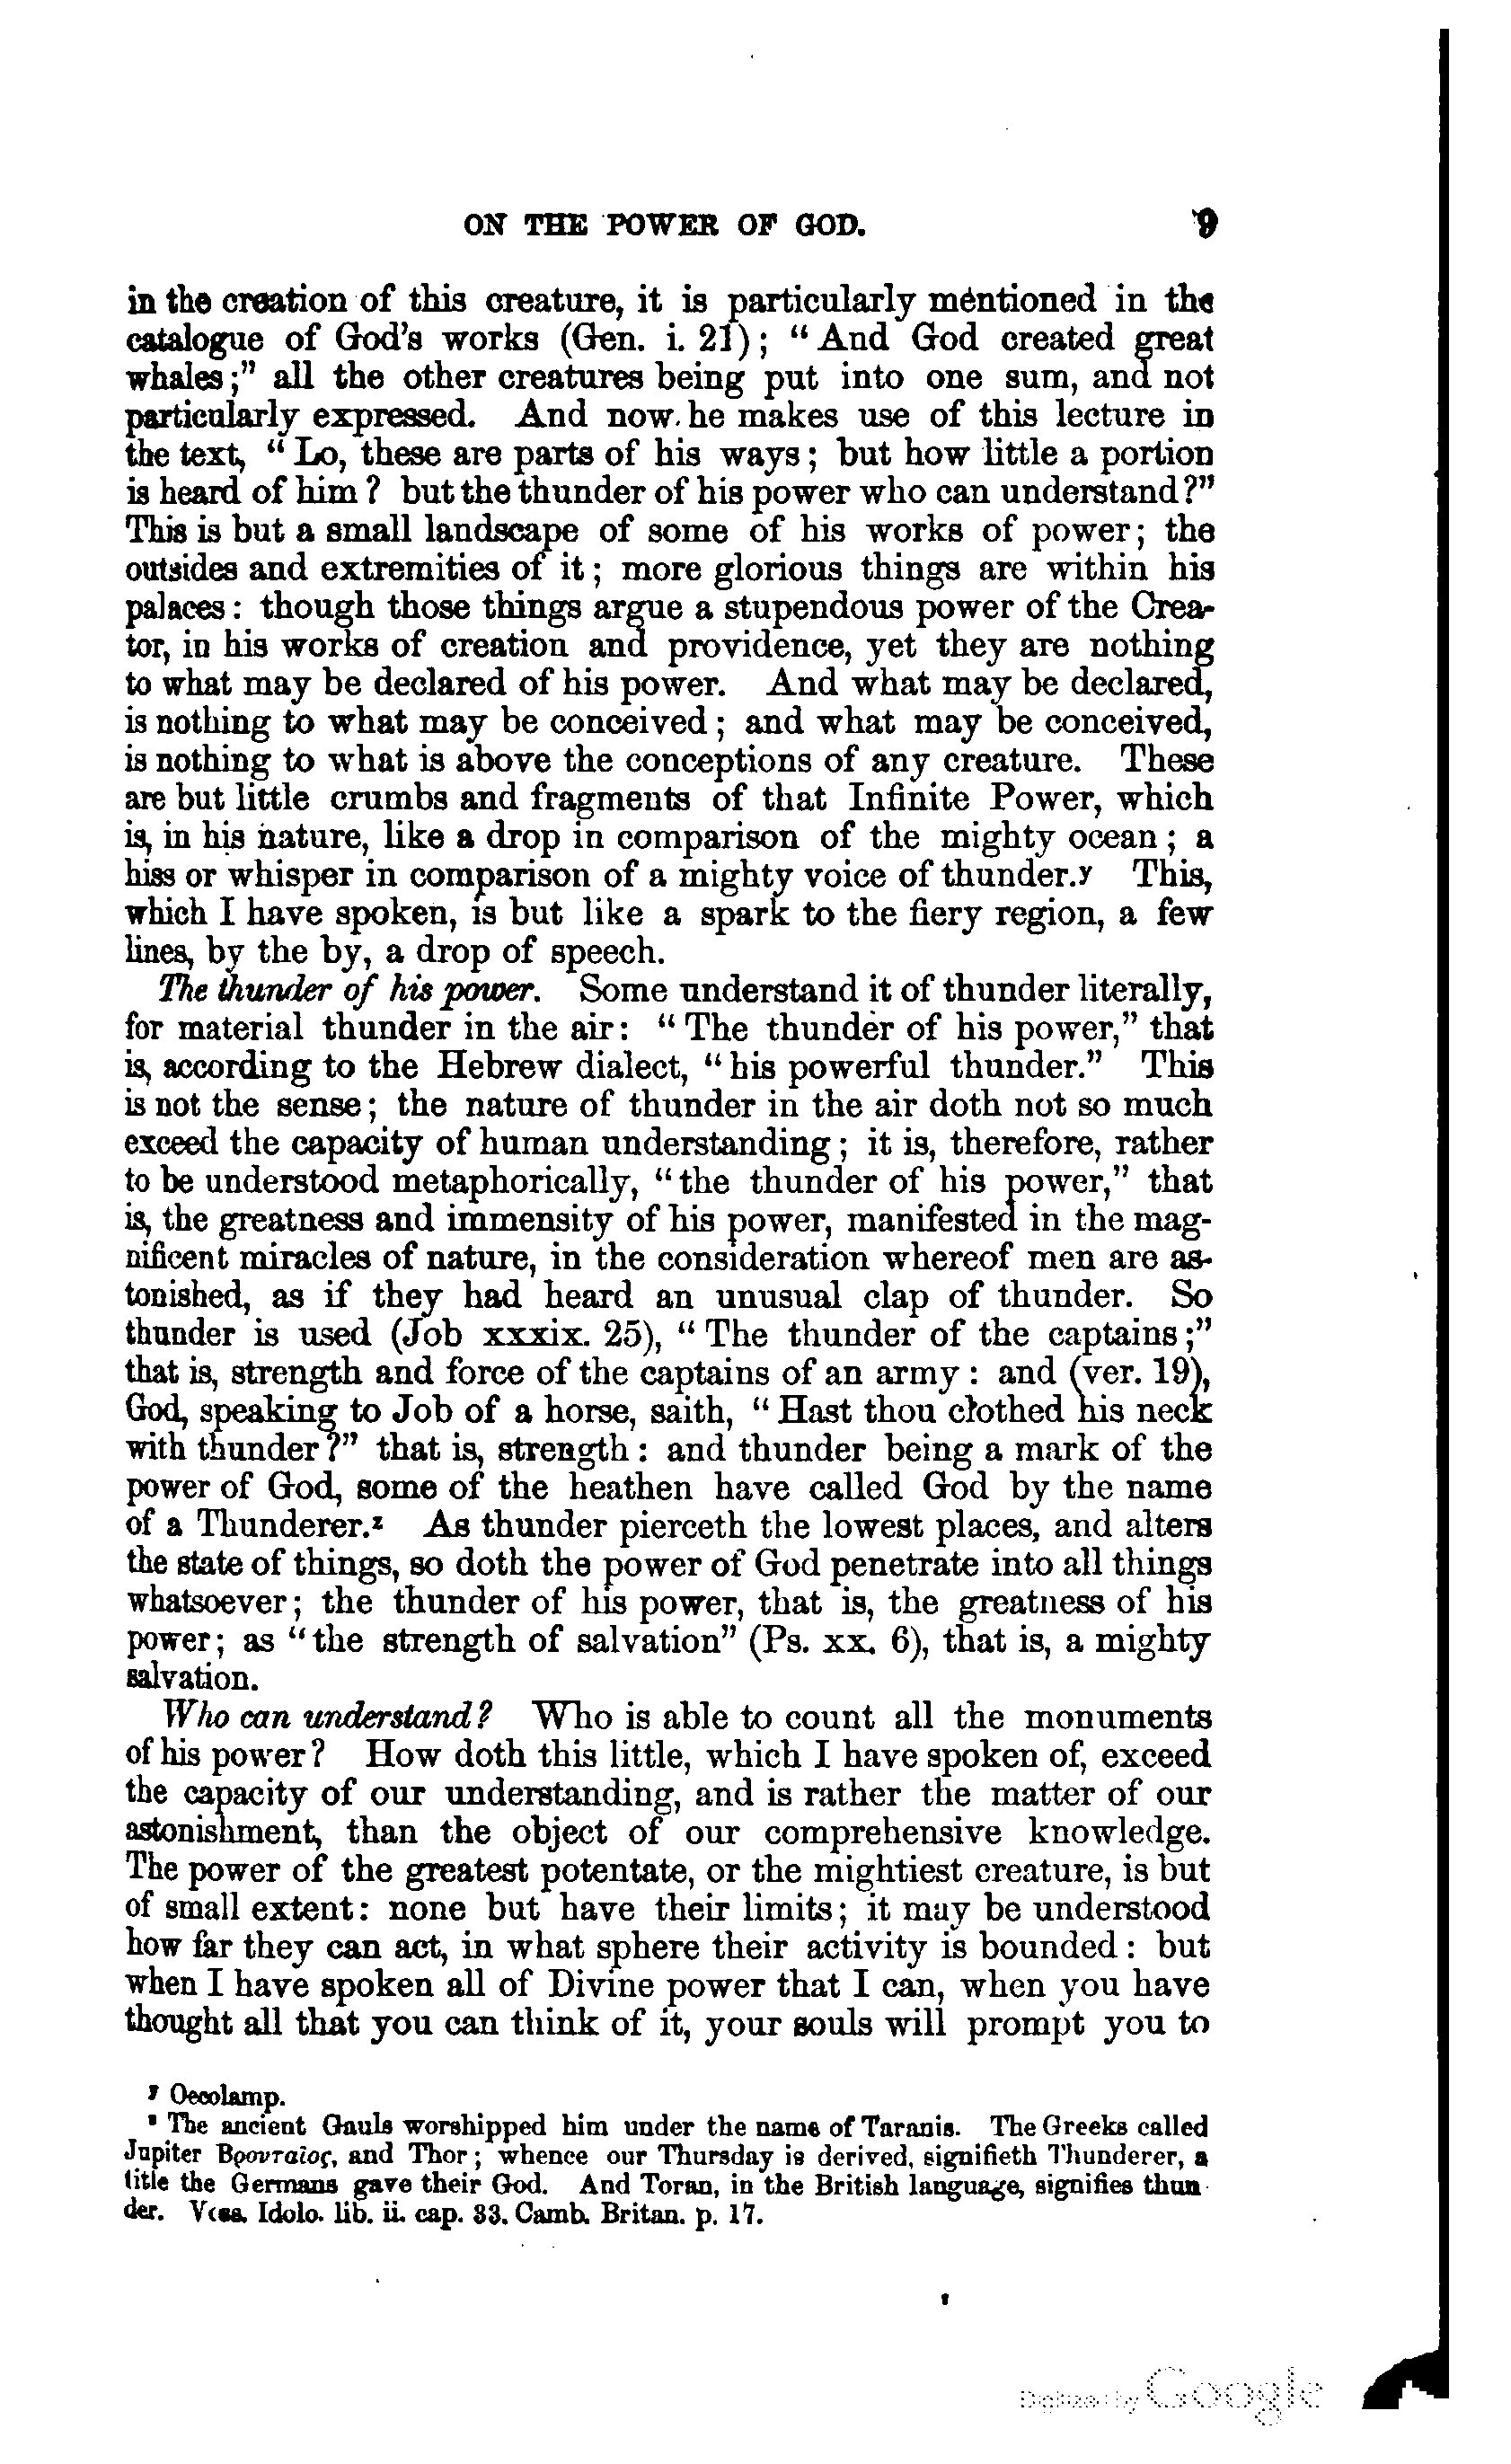 ON THE POWER OF GOD. 9
in the creation of this creature, it is particularly mentioned in the
catalogue of God's works (Gen. i. 21); "And God created great
whales;" all the other creatures being put into one sum, and not
particularly expressed. And now he makes use of this lecture in
the text, "Lo, these are parts of his ways; but how little a portion
is heard of him? but the thunder of his power who can understand?"
This is but a small landscape of some of his works of power; the
outsides and extremities of it; more glorious things are within his
palaces: though those things argue a stupendous power of the Crea-
tor, in his works of creation and providence, yet they are nothing
to what may be declared of his power. And what may be declared,
is nothing to what may be conceived; and what may be conceived,
is nothing to what is above the conceptions of any creature. These
are but little crumbs and fragments of that Infinite Power, which
is, in his nature, like a drop in comparison of the mighty ocean; a
hiss or whisper in comparison of a mighty voice of thunder.y This,
which I have spoken, is but like a spark to the fiery region, a few
lines, by the by, a drop of speech.
The thunder of his power. Some understand it of thunder literally,
for material thunder in the air: "The thunder of his power," that
is, according to the Hebrew dialect, "his powerful thunder." This
is not the sense; the nature of thunder in the air doth not so much
exceed the capacity of human understanding; it is, therefore, rather
to be understood metaphorically, "the thunder of his power," that
is, the greatness and immensity of his power, manifested in the mag-
nificent miracles of nature, in the consideration whereof men are as-
tonished, as if they had heard an unusual clap of thunder. So
thunder is used (Job xxxix. 25), "The thunder of the captains;"
that is, strength and force of the captains of an army: and (ver. 19),
God, speaking to Job of a horse, saith, "Hast thou clothed his neck
with thunder?" that is, strength: and thunder being a mark of the
power of God, some of the heathen have called God by the name
of a Thunderer.z As thunder pierceth the lowest places, and alters
the state of things, so doth the power of God penetrate into all things
whatsoever; the thunder of his power, that is, the greatness of his
power; as "the strength of salvation" (Ps. xx. 6), that is, a mighty
salvation.
Who can understand? Who is able to count all the monuments
of his power? How doth this little, which I have spoken of, exceed
the capacity of our understanding, and is rather the matter of our
astonishment, than the object of our comprehensive knowledge.
The power of the greatest potentate, or the mightiest creature, is but
of small extent: none but have their limits; it may be understood
how far they can act, in what sphere their activity is bounded: but
when I have spoken all of Divine power that I can, when you have
thought all that you can think of it, your souls will prompt you to
y Oecolamp.
z The ancient Gauls worshipped him under the name of Taranis. The Greeks called
Jupiter Βροντα̃ιος, and Thor; whence our Thursday is derived, signifieth Thunderer, a
title the Germans gave their God. And Toran, in the British language, signifies thun
der. Voss. Idolo. lib. ii. cap. 33. Camb. Britan. p. 17.
Digitized by Google